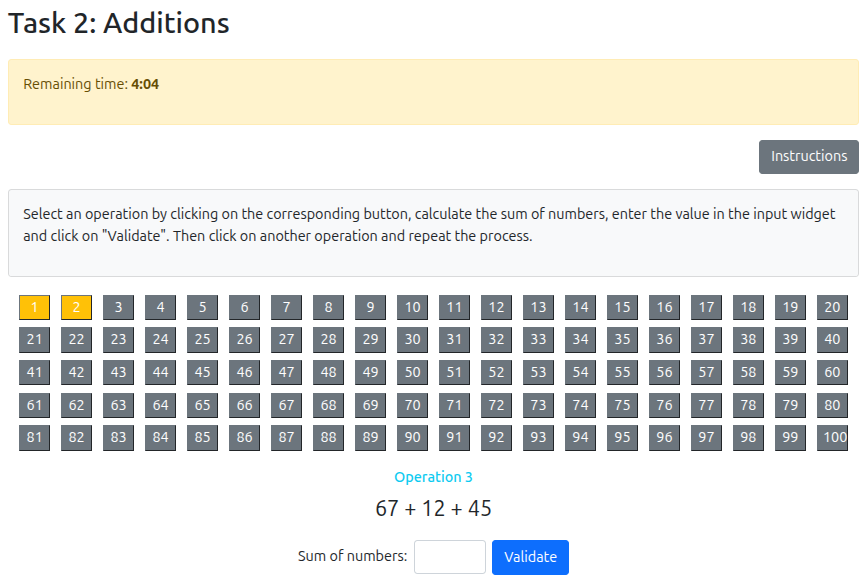 Task 2: Additions
Remaining time: 4:04
Instructions
Select an operation by clicking on the corresponding button, calculate the sum of numbers, enter the value in the input widget
and click on "Validate". Then click on another operation and repeat the process.
1 2 3 4 5 6 7 8 9 10 11 12 13 14 15 16 17 18 19 20
21 22 23 24 25 26 27 28 29 30 31 32 33 34 35 36 37 38 39 40
41 42 43 44 45 46 47 48 49 50 51 52 53 54 55 56 57 58 59 60
61 62 63 64 65 66 67 68 69 70 71 72 73 74 75 76 77 78 79 80
81 82 83 84 85 86 87 88 89 90 91 92 93 94 95 96 97 98 99 100
Operation 3
67 + 12 + 45
Sum of numbers: Validate